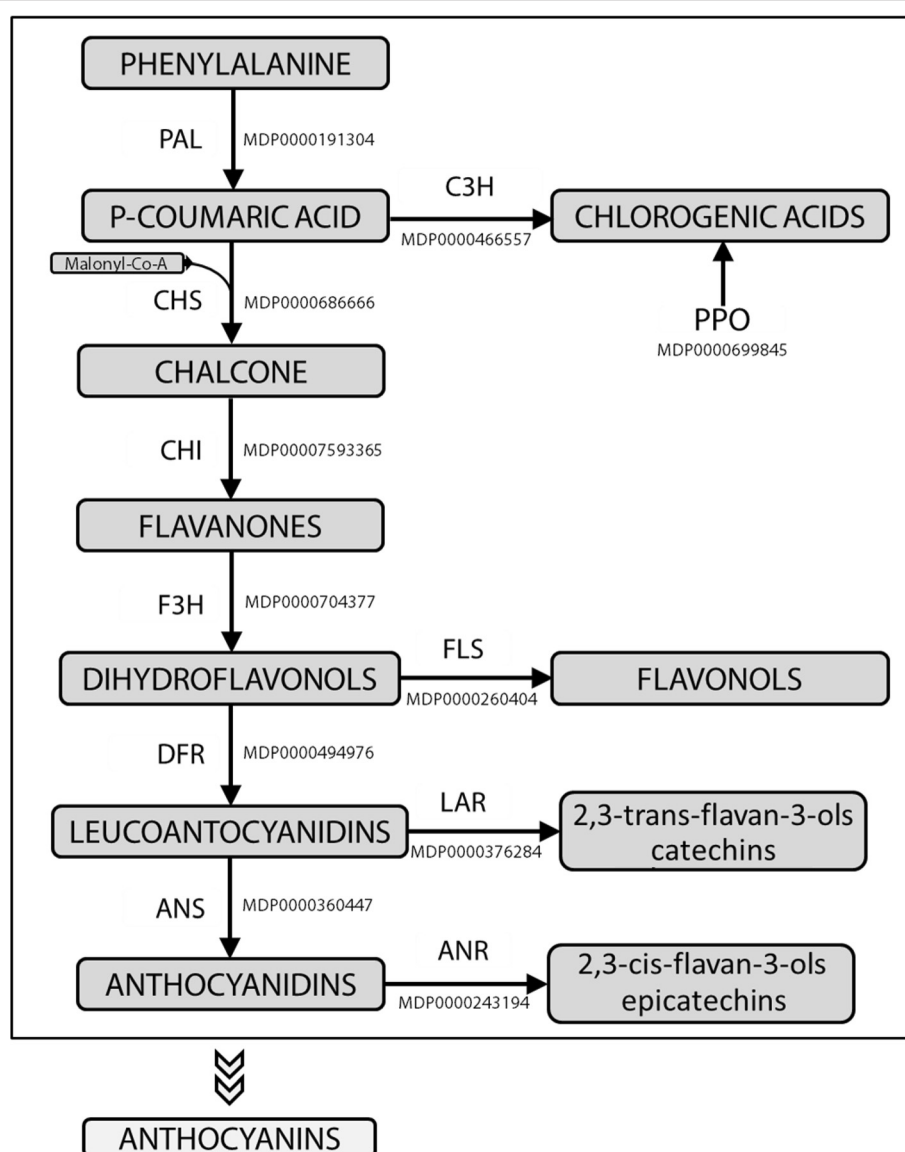 PHENYLALANINE
PAL MDP0000191304
C3H
P-COUMARIC ACID CHLOROGENIC ACIDS
MDP0000466557
Malonyl-Co-A
CHS MDP0000686666
PPO
MDP0000699845
CHALCONE
CHI MDP00007593365
FLAVANONES
F3H MDP0000704377
FLS
DIHYDROFLAVONOLS FLAVONOLS
MDP0000260404
DFR MDP0000494976
LAR
LEUCOANTOCYANIDINS 2,3-trans-flavan-3-ols
catechins
MDP0000376284
ANS MDP0000360447
ANR
ANTHOCYANIDINS 2,3-cis-flavan-3-ols
epicatechins
MDP0000243194
ANTHOCYANINS